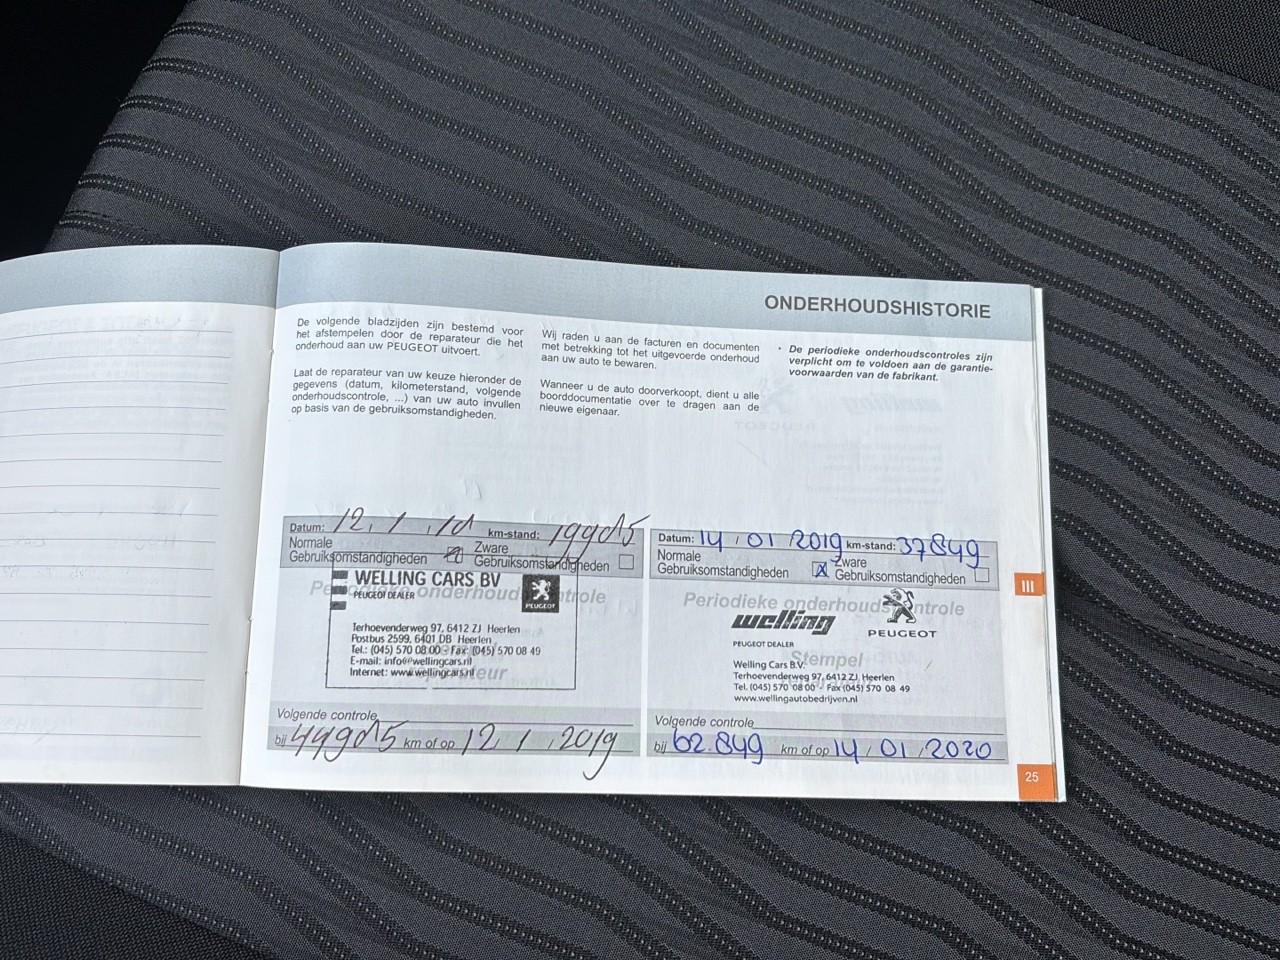 ONDERHOUDSHISTORIE
De volgende bladzijden zijn bestemd voor
het afstempelen door de reparateur die het
onderhoud aan uw PEUGEOT uitvoert.
Laat de reparateur van uw keuze hieronder de
gegevens (datum, kilometerstand, volgende
onderhoudscontrole, ...) van uw auto invullen
op basis van de gebruiksomstandigheden.
Wij raden u aan de facturen en documenten
met betrekking tot het uitgevoerde onderhoud
aan uw auto te bewaren.
Wanneer u de auto doorverkoopt, dient u alle
boorddocumentatie over te dragen aan de
nieuwe eigenaar.
• De periodieke onderhoudscontroles zijn
verplicht om te voldoen aan de garantie-
voorwaarden van de fabrikant.
Datum: 12, 1, km-stand:
Normale
Gebruiksomstandigheden
Zware
Gebruiksomstandigheden
WELLING CARS BV
PEUGEOT DEALER
PEUGEOT
Terhoevenderweg 97, 6412 ZJ Heerlen
Postbus 2599, 6401 DB Heerlen
Tel.: (045) 570 08 00 - Fax: (045) 570 08 49
E-mail: info@wellingcars.nl
Internet: www.wellingcars.nl
Volgende controle
bij km of op 12, 1, 2019
Datum: 14, 01, 2019 km-stand: 37849
Normale
Gebruiksomstandigheden X
Zware
Gebruiksomstandigheden
Periodieke onderhoudscontrole
welling
PEUGEOT
PEUGEOT DEALER
Stempel
Welling Cars B.V.
Terhoevenderweg 97, 6412 ZJ Heerlen
Tel. (045) 570 08 00 - Fax (045) 570 08 49
www.wellingautobedrijven.nl
Volgende controle
bij 62.849 km of op 14, 01, 2020
III
25